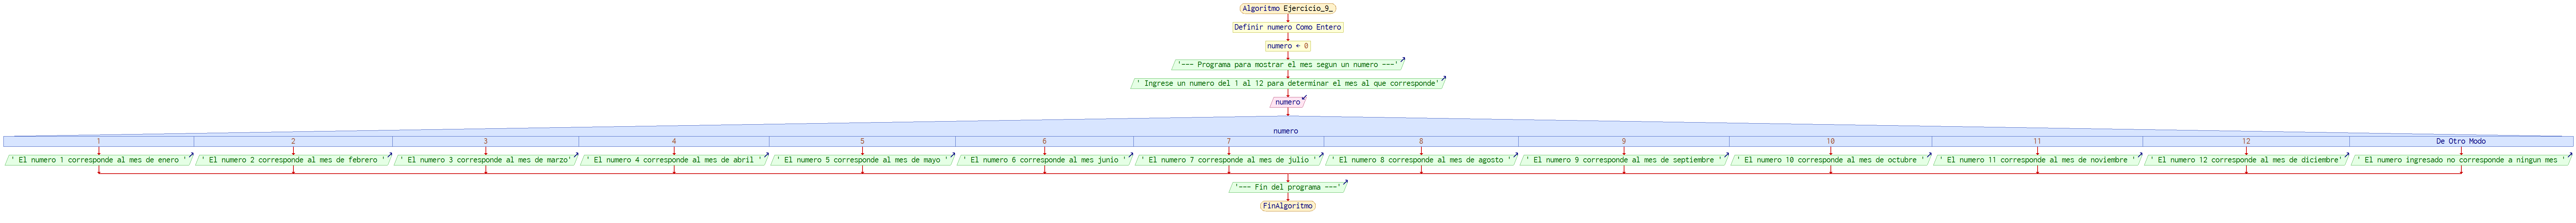 Algoritmo Ejercicio_9_
Definir numero Como Entero
numero ← 0
'--- Programa para mostrar el mes segun un numero ---'
' Ingrese un numero del 1 al 12 para determinar el mes al que corresponde'
numero
numero
1 2 3 4 5 6 7 8 9 10 11 12 De Otro Modo
' El numero 1 corresponde al mes de enero ' ' El numero 2 corresponde al mes de febrero ' ' El numero 3 corresponde al mes de marzo' ' El numero 4 corresponde al mes de abril ' ' El numero 5 corresponde al mes de mayo ' ' El numero 6 corresponde al mes junio ' ' El numero 7 corresponde al mes de julio ' ' El numero 8 corresponde al mes de agosto ' ' El numero 9 corresponde al mes de septiembre ' ' El numero 10 corresponde al mes de octubre ' ' El numero 11 corresponde al mes de noviembre ' ' El numero 12 corresponde al mes de diciembre' ' El numero ingresado no corresponde a ningun mes '
'--- Fin del programa ---'
FinAlgoritmo